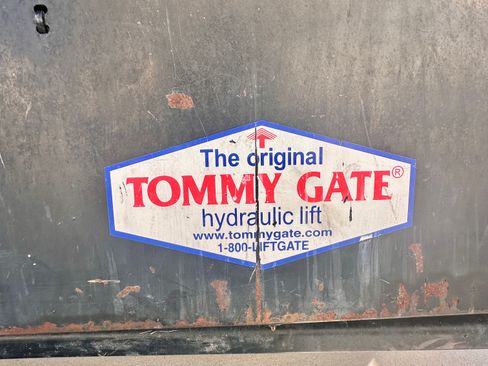 The original
TOMMY GATE®
hydraulic lift
www.tommygate.com
1-800-LIFTGATE